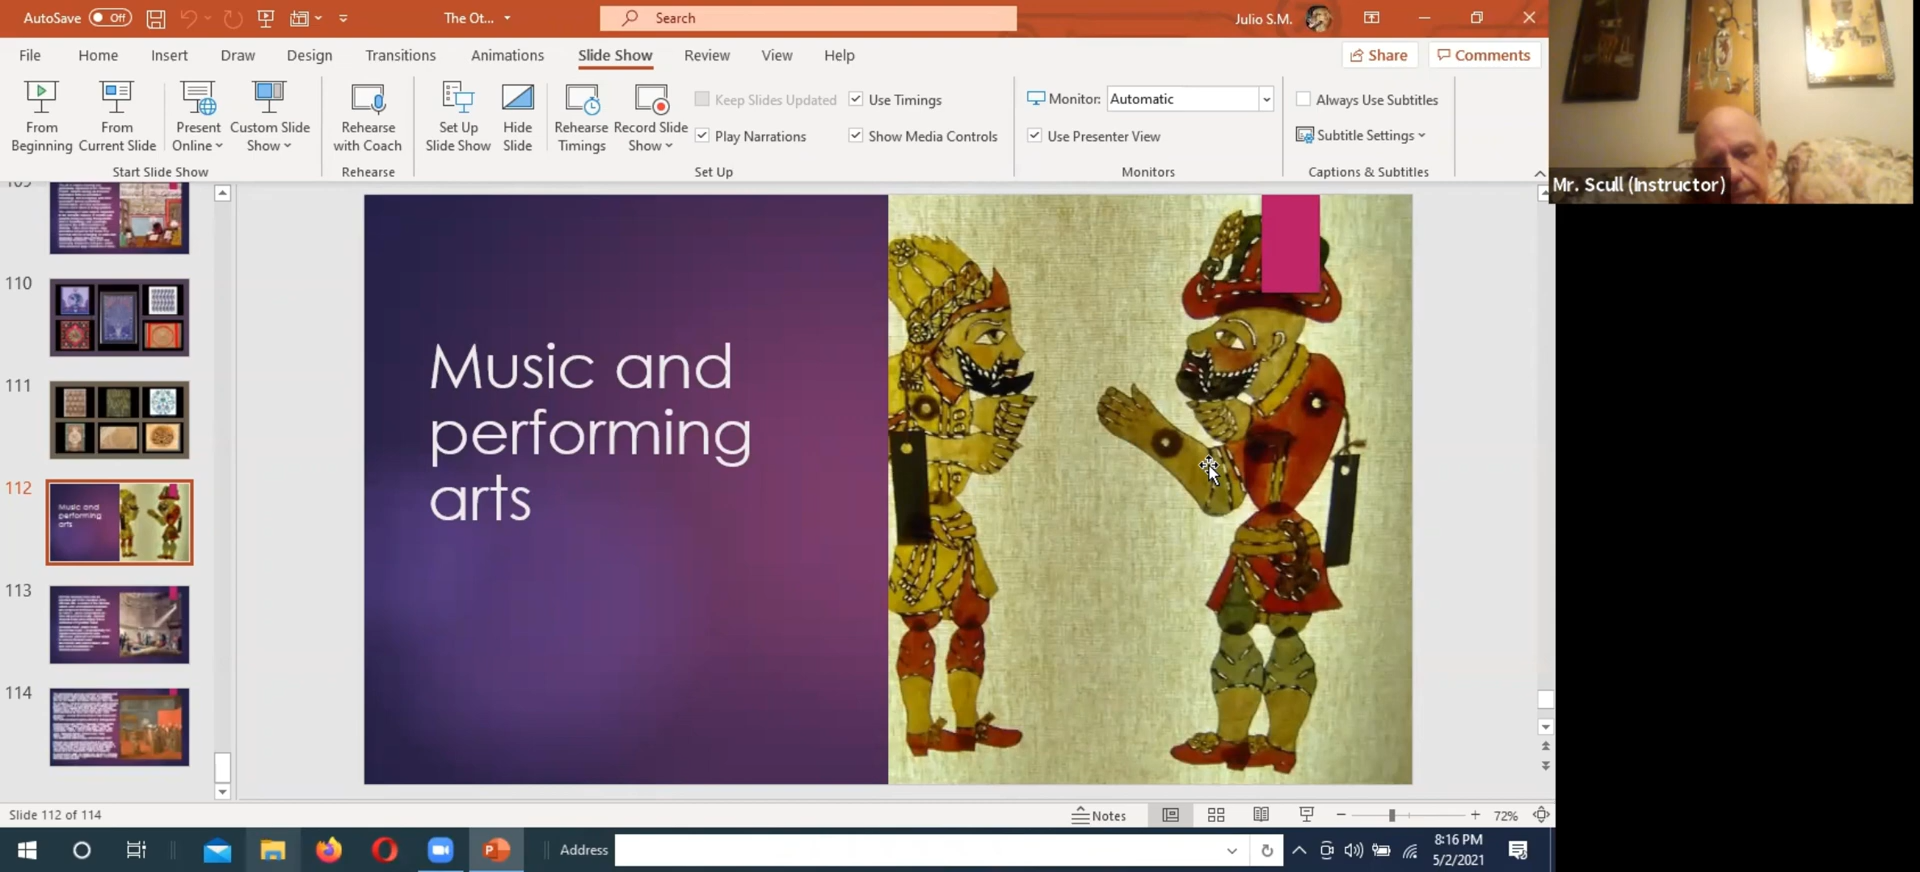 AutoSave Off The Ot... Search Julio S.M.
File Home Insert Draw Design Transitions Animations Slide Show Review View Help Share Comments
From Beginning
From Current Slide
Present Online
Custom Slide Show
Rehearse with Coach
Set Up Slide Show
Hide Slide
Rehearse Timings
Record Slide Show
Keep Slides Updated
Play Narrations
Use Timings
Show Media Controls
Monitor: Automatic
Use Presenter View
Always Use Subtitles
Subtitle Settings
Start Slide Show Rehearse Set Up Monitors Captions & Subtitles
Mr. Scull (Instructor)
110
111
112
Music and
performing
arts
113
114
Music and
performing
arts
Slide 112 of 114 Notes 72%
Address
8:16 PM
5/2/2021